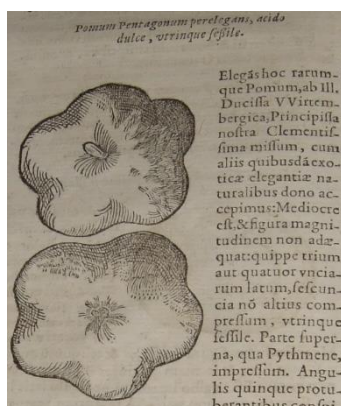 Pomum Pentagonum perelegans, acido
dulce, vtrinque seſsile.
Elegãs hoc rarum-
que Pomum, ab Ill.
Duciſſa VVirtem-
bergica, Principiſſa
noſtra Clementiſ-
ſima miſſum, cum
aliis quibuſdã exo-
ticæ elegantiæ na-
turalibus dono ac-
cepimus: Mediocre
eſt, & figura magni-
tudinem non adæ-
quat: quippe trium
aut quatuor vncia-
rum latum, ſeſcun-
cia nõ altius com-
preſſum, vtrinque
ſeſſile. Parte ſuper-
na, qua Pythmene,
impreſſum. Angu-
lis quinque protu-
berantibus